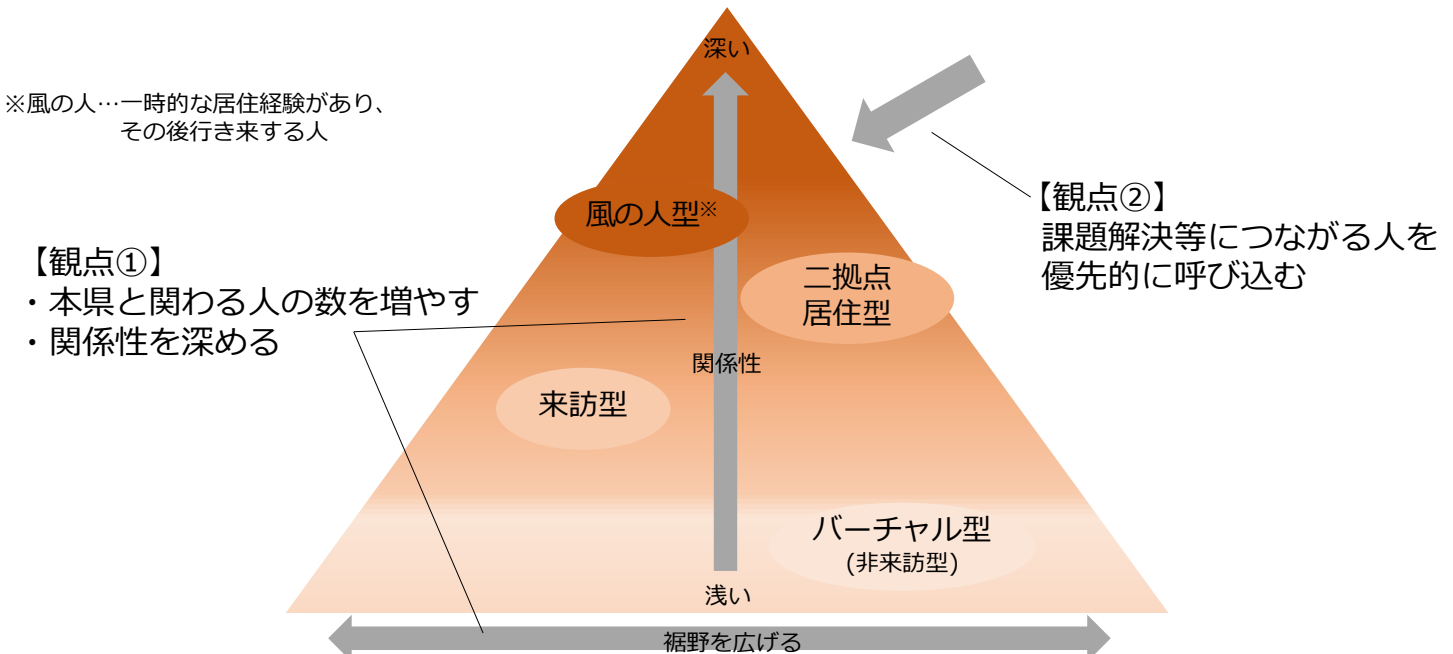 深い
※風の人…一時的な居住経験があり、
その後行き来する人
風の人型※
【観点②】
課題解決等につながる人を
優先的に呼び込む
【観点①】
・本県と関わる人の数を増やす
・関係性を深める
二拠点
居住型
関係性
来訪型
バーチャル型
(非来訪型)
浅い
裾野を広げる